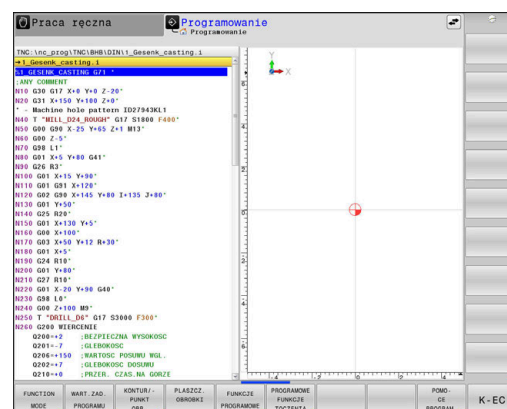 Praca ręczna
Programowanie
Programowanie
TNC:\nc_prog\TNC\BHB\DIN\1_Gesenk_casting.i
→1_Gesenk_casting.i
%1_GESENK_CASTING G71 *
;ANY COMMENT
N10 G30 G17 X+0 Y+0 Z-20*
N20 G31 X+150 Y+100 Z+0*
* - Machine hole pattern ID27943KL1
N40 T "MILL_D24_ROUGH" G17 S1800 F400*
N50 G00 G90 X-25 Y+65 Z+1 M13*
N60 G00 Z-5*
N70 G98 L1*
N80 G01 X+5 Y+80 G41*
N90 G26 R3*
N100 G01 X+15 Y+90*
N110 G01 G91 X+120*
N120 G02 G90 X+145 Y+80 I+135 J+80*
N130 G01 Y+50*
N140 G25 R20*
N150 G01 X+130 Y+5*
N160 G00 X+100*
N170 G03 X+50 Y+12 R+30*
N180 G01 X+5*
N190 G24 R10*
N200 G01 Y+80*
N210 G27 R10*
N220 G01 X-20 Y+90 G40*
N230 G98 L0*
N240 G00 Z+100 M9*
N250 T "DRILL_D6" G17 S3000 F300*
N260 G200 WIERCENIE
Q200=+2 ;BEZPIECZNA WYSOKOSC
Q201=-7 ;GLEBOKOSC
Q206=+150 ;WARTOSC POSUWU WGL.
Q202=+7 ;GLEBOKOSC DOSUWU
Q210=+0 ;PRZER. CZAS.NA GORZE
Y
X
FUNCTION MODE
WART.ZAD. PROGRAMU
KONTUR/- PUNKT OBR.
PLASZCZ. OBROBKI
FUNKCJE PROGRAMOWE
PROGRAMOWE FUNKCJE TOCZENIA
POMO- CE PROGRAM.
K-EC